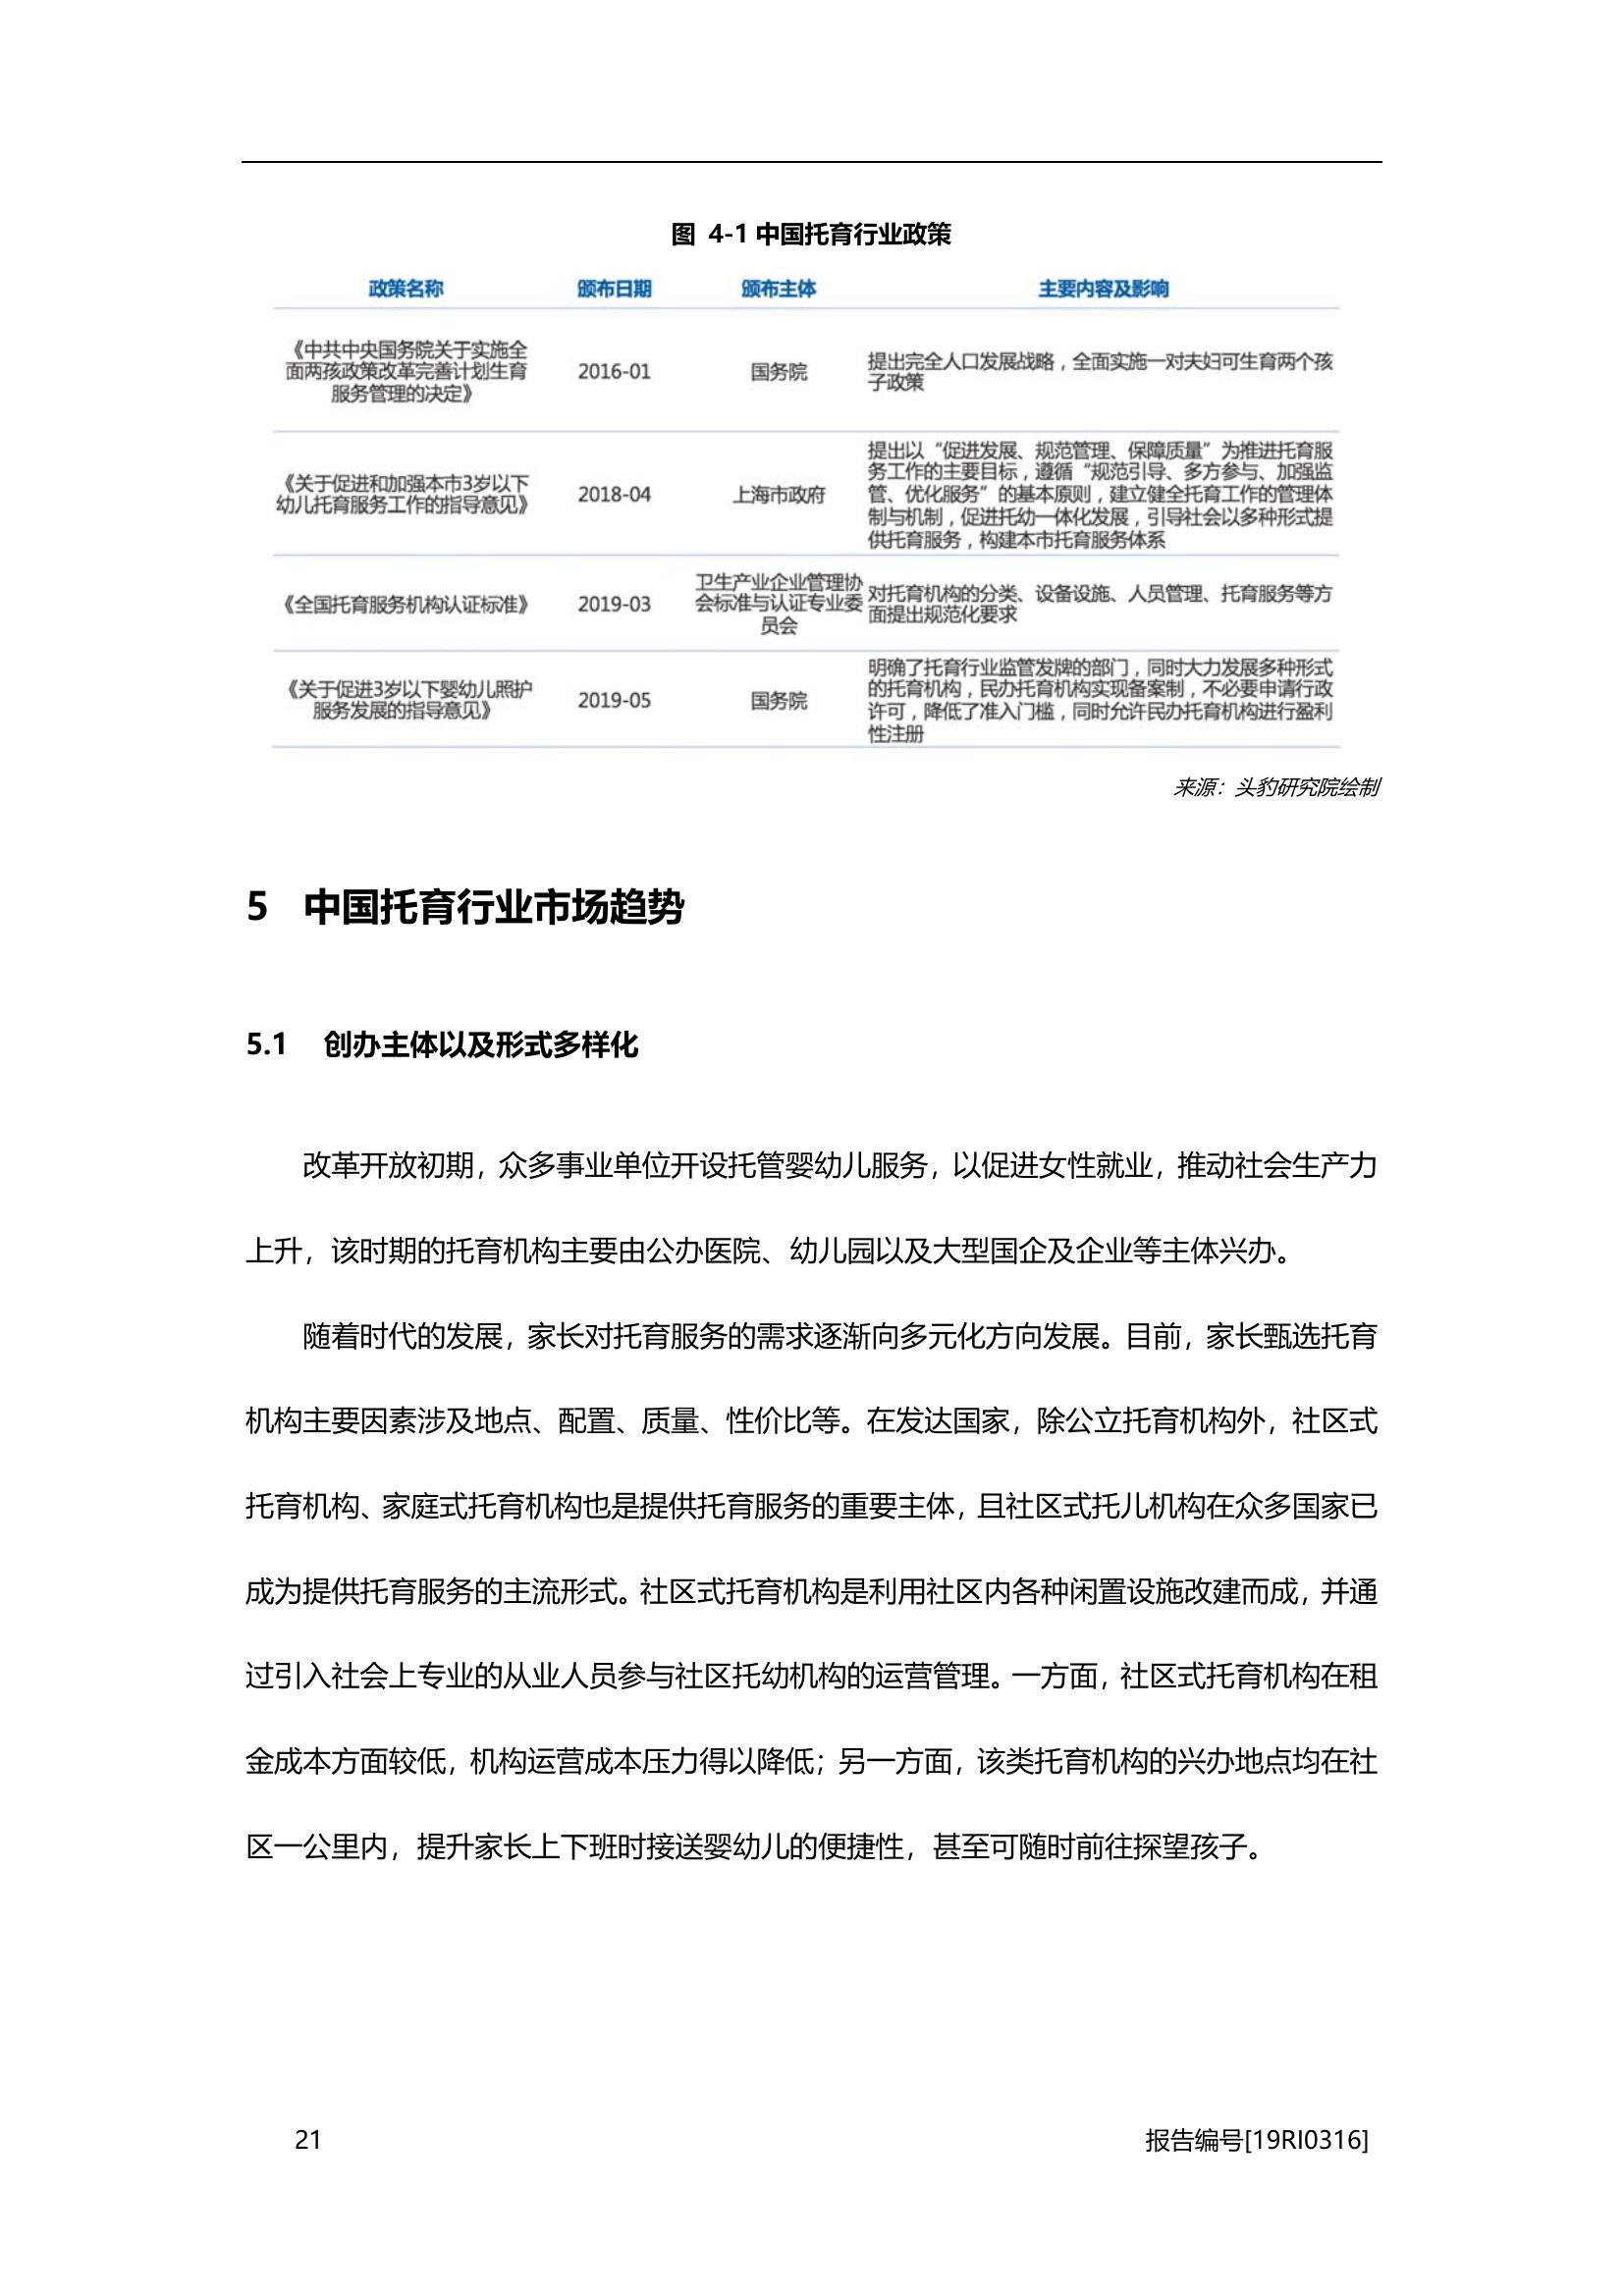 图 4-1 中国托育行业政策
政策名称 颁布日期 颁布主体 主要内容及影响
《中共中央国务院关于实施全
面两孩政策改革完善计划生育
服务管理的决定》
2016-01
国务院
提出完全人口发展战略，全面实施一对夫妇可生育两个孩
子政策
《关于促进和加强本市3岁以下
幼儿托育服务工作的指导意见》
2018-04
上海市政府
提出以“促进发展、规范管理、保障质量”为推进托育服
务工作的主要目标，遵循“规范引导、多方参与、加强监
管、优化服务”的基本原则，建立健全托育工作的管理体
制与机制，促进托幼一体化发展，引导社会以多种形式提
供托育服务，构建本市托育服务体系
《全国托育服务机构认证标准》
2019-03
卫生产业企业管理协
会标准与认证专业委
员会
对托育机构的分类、设备设施、人员管理、托育服务等方
面提出规范化要求
《关于促进3岁以下婴幼儿照护
服务发展的指导意见》
2019-05
国务院
明确了托育行业监管发牌的部门，同时大力发展多种形式
的托育机构，民办托育机构实现备案制，不必要申请行政
许可，降低了准入门槛，同时允许民办托育机构进行盈利
性注册
来源：头豹研究院绘制
5 中国托育行业市场趋势
5.1 创办主体以及形式多样化
改革开放初期，众多事业单位开设托管婴幼儿服务，以促进女性就业，推动社会生产力
上升，该时期的托育机构主要由公办医院、幼儿园以及大型国企及企业等主体兴办。
随着时代的发展，家长对托育服务的需求逐渐向多元化方向发展。目前，家长甄选托育
机构主要因素涉及地点、配置、质量、性价比等。在发达国家，除公立托育机构外，社区式
托育机构、家庭式托育机构也是提供托育服务的重要主体，且社区式托儿机构在众多国家已
成为提供托育服务的主流形式。社区式托育机构是利用社区内各种闲置设施改建而成，并通
过引入社会上专业的从业人员参与社区托幼机构的运营管理。一方面，社区式托育机构在租
金成本方面较低，机构运营成本压力得以降低；另一方面，该类托育机构的兴办地点均在社
区一公里内，提升家长上下班时接送婴幼儿的便捷性，甚至可随时前往探望孩子。
21 报告编号[19RI0316]